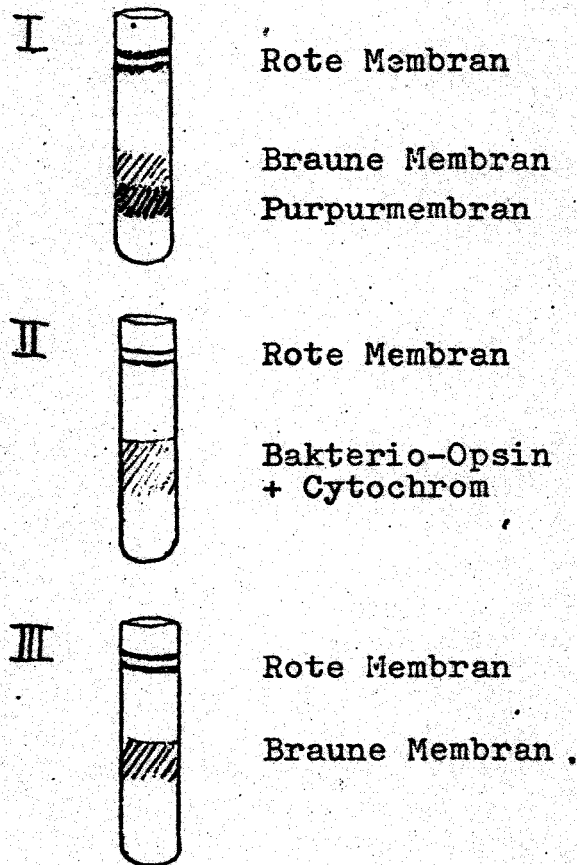 I
Rote Membran
Braune Membran
Purpurmembran
II
Rote Membran
Bakterio-Opsin
+ Cytochrom
III
Rote Membran
Braune Membran.